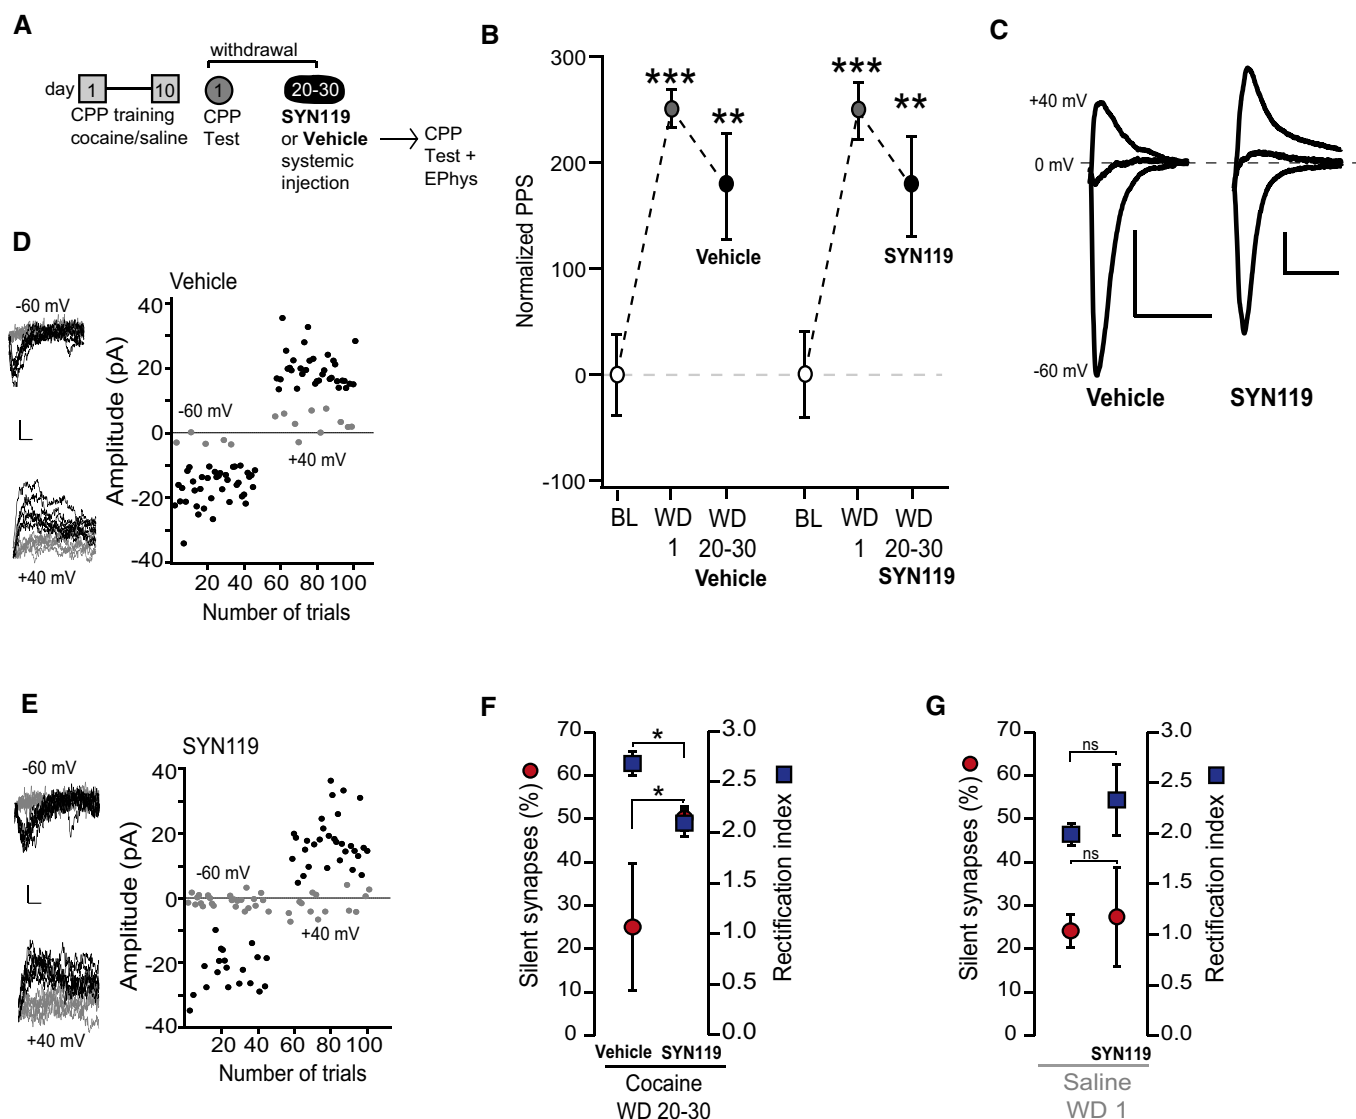 A
withdrawal
day 1 10 1 20-30
CPP training
cocaine/saline
CPP
Test
SYN119
or Vehicle
systemic
injection
CPP
Test +
EPhys
B
Normalized PPS
300
200
100
0
-100
***
**
Vehicle
***
**
SYN119
BL
WD
1
WD
20-30
Vehicle
BL
WD
1
WD
20-30
SYN119
C
+40 mV
0 mV
-60 mV
Vehicle
SYN119
D
Vehicle
-60 mV
+40 mV
Amplitude (pA)
40
20
0
-20
-40
-60 mV
+40 mV
20 40 60 80 100
Number of trials
E
SYN119
-60 mV
+40 mV
Amplitude (pA)
40
20
0
-20
-40
-60 mV
+40 mV
20 40 60 80 100
Number of trials
F
Silent synapses (%)
70
60
50
40
30
20
10
0
*
*
3.0
2.5
2.0
1.5
1.0
0.5
0.0
Rectification index
Vehicle SYN119
Cocaine
WD 20-30
G
Silent synapses (%)
70
60
50
40
30
20
10
0
ns
ns
3.0
2.5
2.0
1.5
1.0
0.5
0.0
Rectification index
SYN119
Saline
WD 1